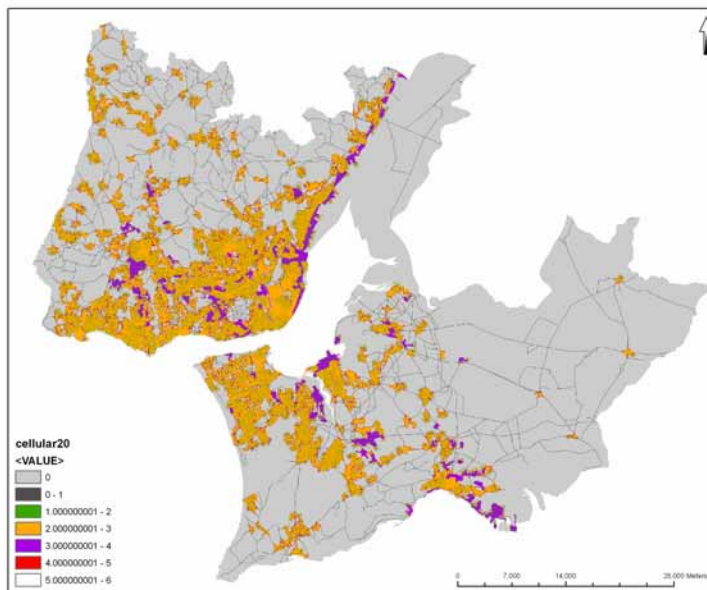 cellular20
<VALUE>
0
0 - 1
1.000000001 - 2
2.000000001 - 3
3.000000001 - 4
4.000000001 - 5
5.000000001 - 6
0 7,000 14,000 28,000 Meters